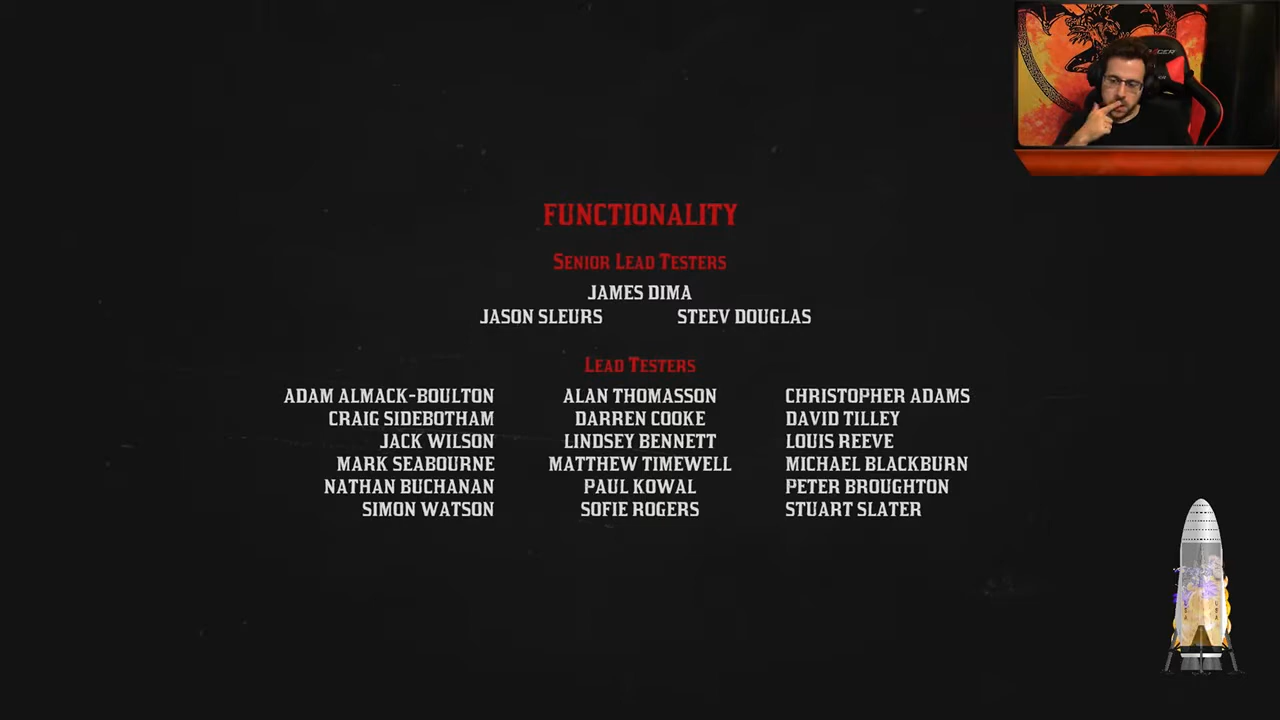 FUNCTIONALITY
SENIOR LEAD TESTERS
JAMES DIMA
JASON SLEURS STEEV DOUGLAS
LEAD TESTERS
ADAM ALMACK-BOULTON ALAN THOMASSON CHRISTOPHER ADAMS
CRAIG SIDEBOTHAM DARREN COOKE DAVID TILLEY
JACK WILSON LINDSEY BENNETT LOUIS REEVE
MARK SEABOURNE MATTHEW TIMEWELL MICHAEL BLACKBURN
NATHAN BUCHANAN PAUL KOWAL PETER BROUGHTON
SIMON WATSON SOFIE ROGERS STUART SLATER